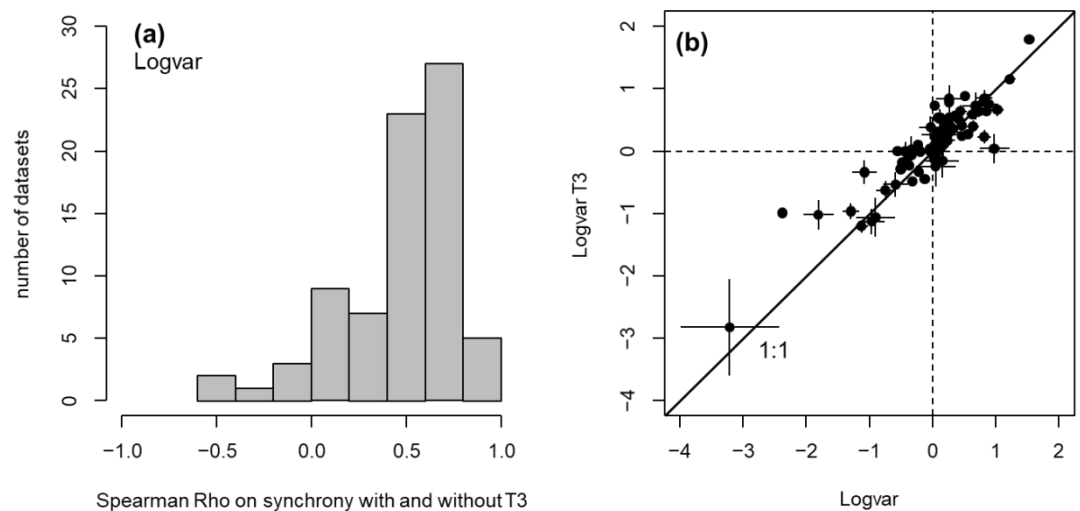 (a)
Logvar
number of datasets
30
25
20
15
10
5
0
−1.0 −0.5 0.0 0.5 1.0
Spearman Rho on synchrony with and without T3
(b)
Logvar T3
2
1
0
−1
−2
−3
−4
1:1
−4 −3 −2 −1 0 1 2
Logvar